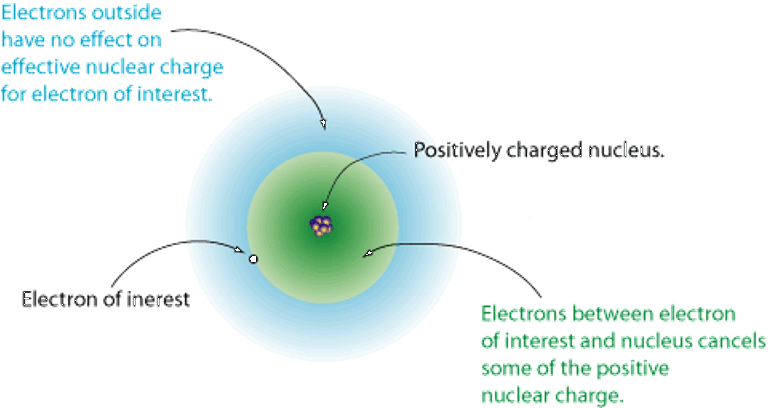 Electrons outside
have no effect on
effective nuclear charge
for electron of interest.
Positively charged nucleus.
Electron of inerest
Electrons between electron
of interest and nucleus cancels
some of the positive
nuclear charge.